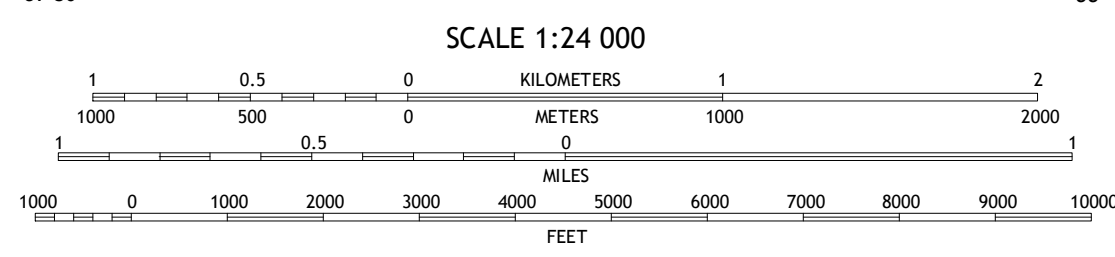 SCALE 1:24 000
1 0.5 0 KILOMETERS 1 2
1000 500 0 METERS 1000 2000
1 0.5 0 1
MILES
1000 0 1000 2000 3000 4000 5000 6000 7000 8000 9000 10000
FEET